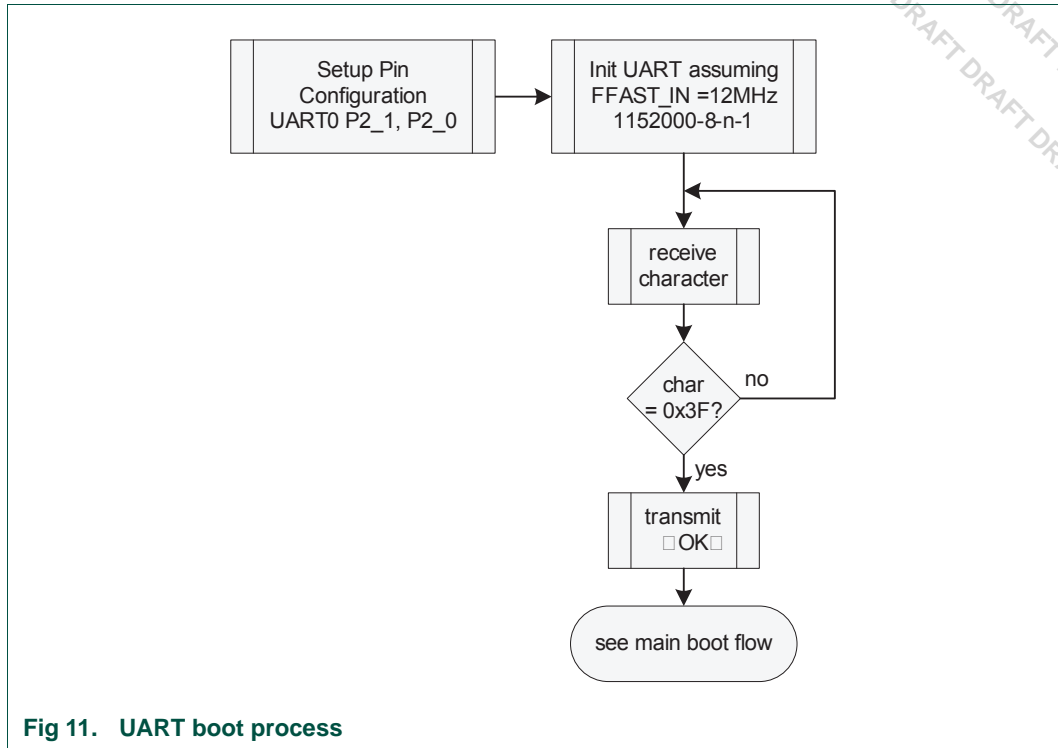 DRAFT
DRAFT DRAFT DRA
Setup Pin
Configuration
UART0 P2_1, P2_0
Init UART assuming
FFAST_IN =12MHz
1152000-8-n-1
receive
character
char
= 0x3F?
no
yes
transmit
□OK□
see main boot flow
Fig 11. UART boot process